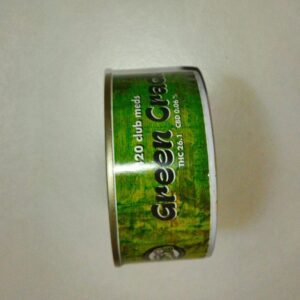 20 club meds
Green Crac
THC 26.1 CBD 0.06%